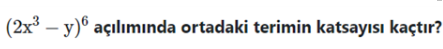 (2x³ − y)⁶ açılımında ortadaki terimin katsayısı kaçtır?